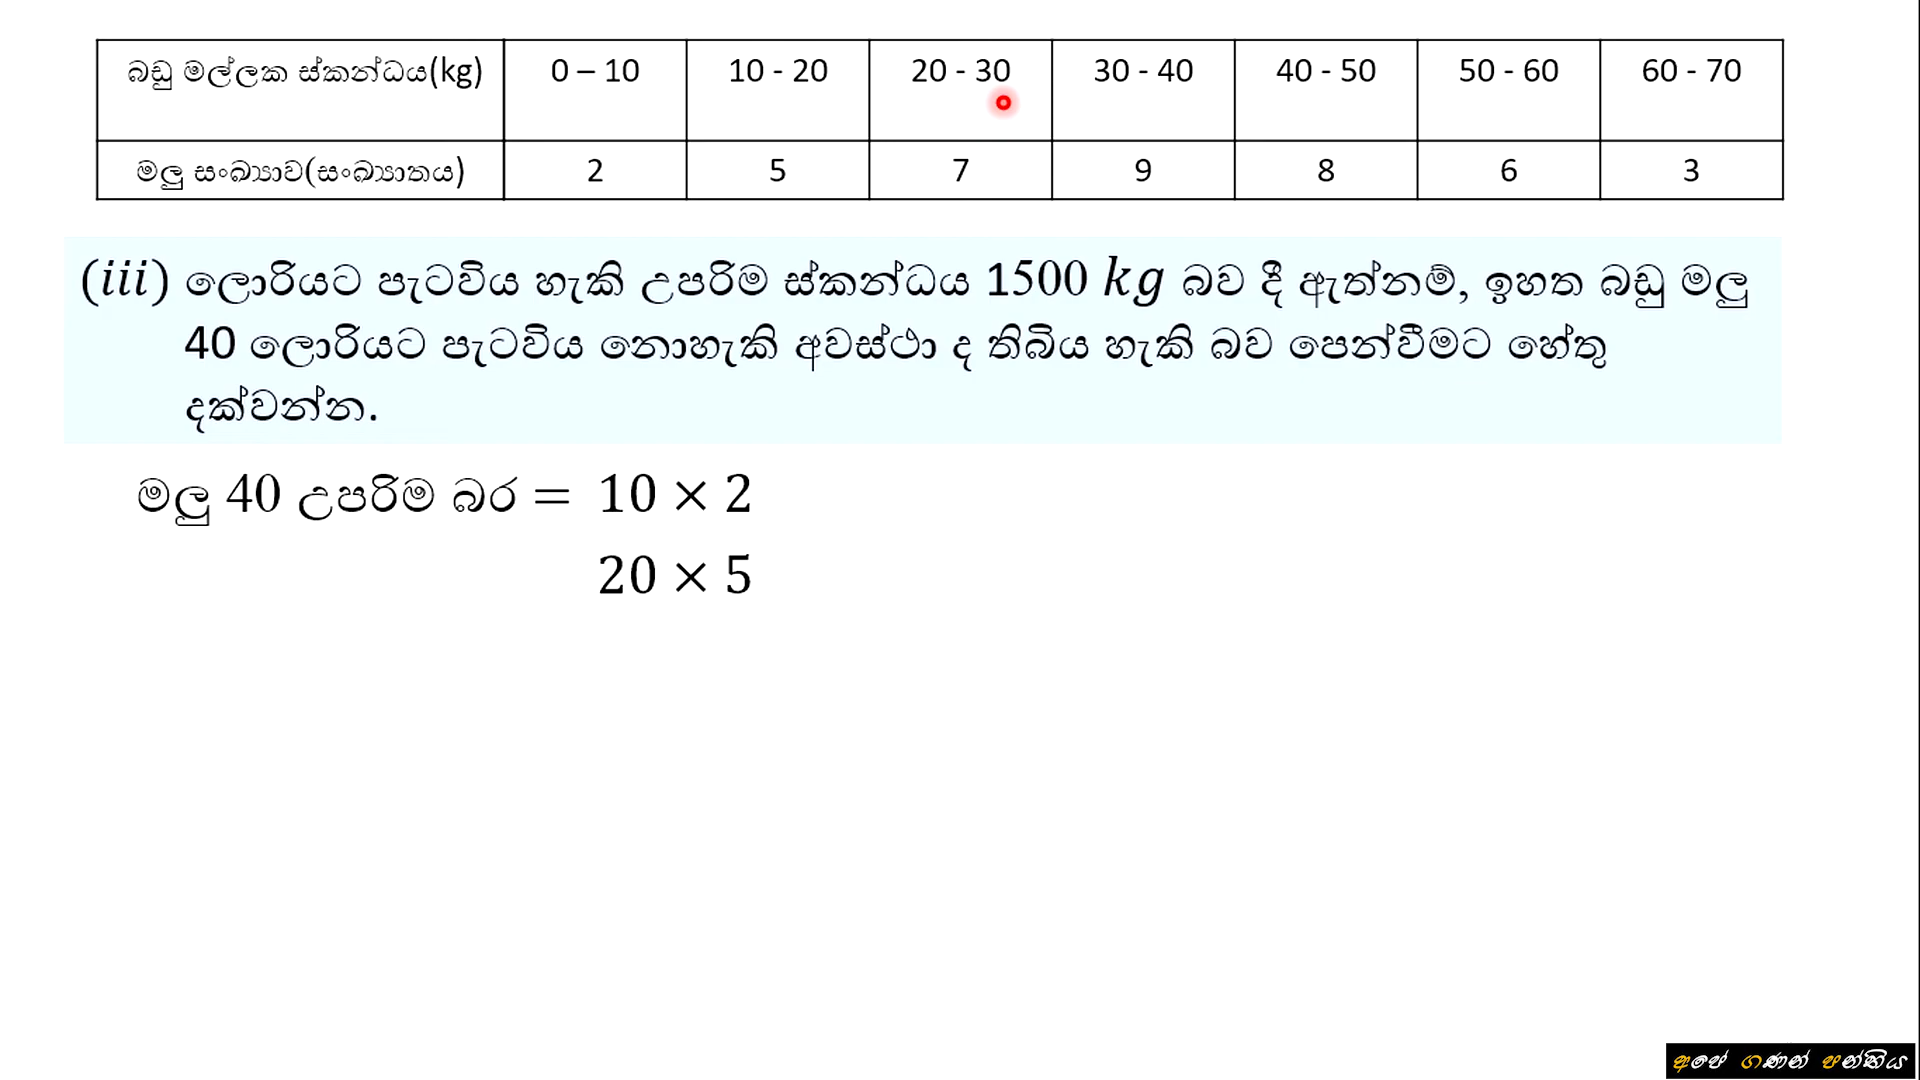 බඩු මල්ලක ස්කන්ධය(kg) 0 – 10 10 - 20 20 - 30 30 - 40 40 - 50 50 - 60 60 - 70
මලු සංඛ්‍යාව(සංඛ්‍යාතය) 2 5 7 9 8 6 3
(iii) ලොරියට පැටවිය හැකි උපරිම ස්කන්ධය 1500 kg බව දී ඇත්නම්, ඉහත බඩු මලු
40 ලොරියට පැටවිය නොහැකි අවස්ථා ද තිබිය හැකි බව පෙන්වීමට හේතු
දක්වන්න.
මලු 40 උපරිම බර = 10 × 2
20 × 5
අපේ ගණන් පන්තිය